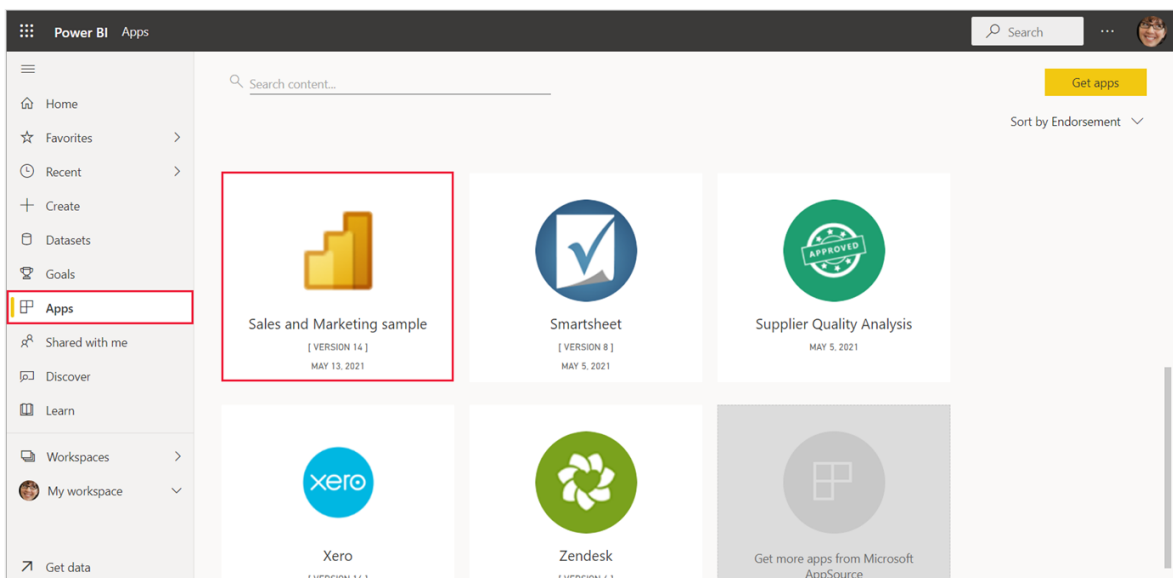 Power BI Apps
Search
Home
Favorites
Recent
Create
Datasets
Goals
Apps
Shared with me
Discover
Learn
Workspaces
My workspace
Get data
Search content...
Get apps
Sort by Endorsement
Sales and Marketing sample
[ VERSION 14 ]
MAY 13, 2021
Smartsheet
[ VERSION 8 ]
MAY 5, 2021
APPROVED
Supplier Quality Analysis
MAY 5, 2021
xero
Xero
Zendesk
Get more apps from Microsoft
AppSource